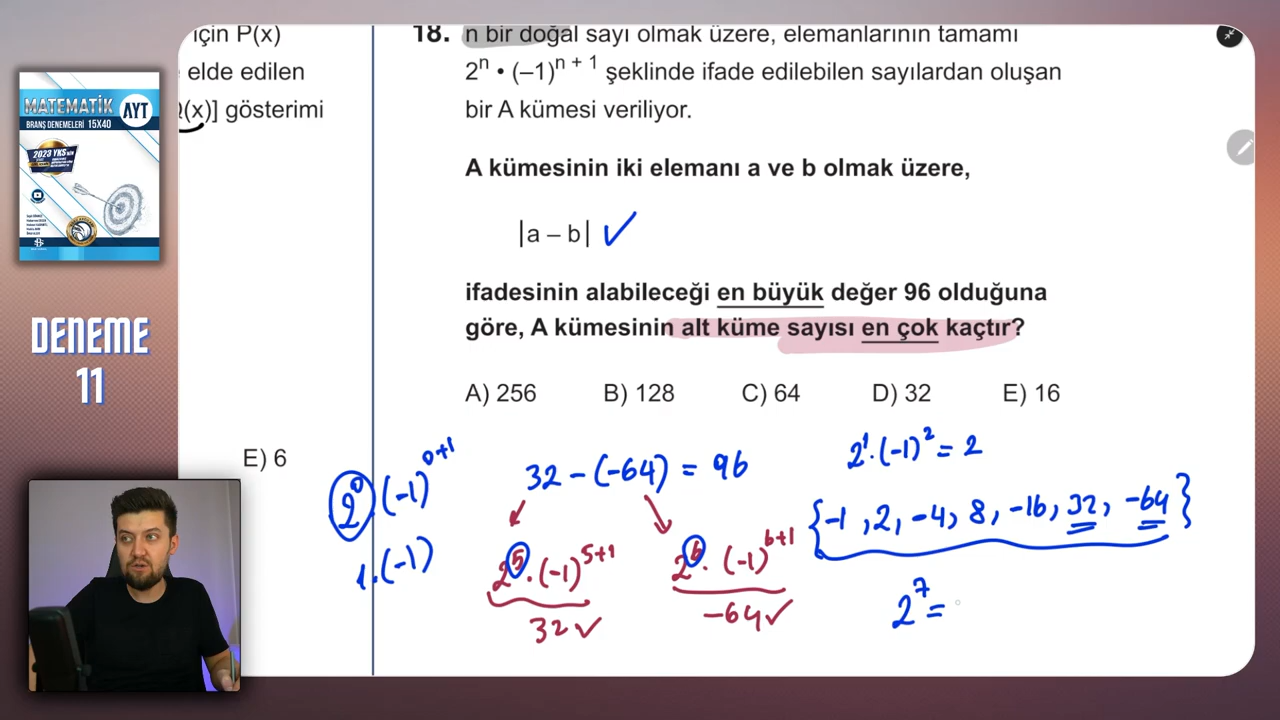 için P(x)
elde edilen
Q(x)] gösterimi
E) 6
MATEMATİK AYT
BRANŞ DENEMELERİ 15X40
DENEME
11
18. n bir doğal sayı olmak üzere, elemanlarının tamamı
2ⁿ • (–1)ⁿ ⁺ ¹ şeklinde ifade edilebilen sayılardan oluşan
bir A kümesi veriliyor.
A kümesinin iki elemanı a ve b olmak üzere,
|a – b| ✓
ifadesinin alabileceği en büyük değer 96 olduğuna
göre, A kümesinin alt küme sayısı en çok kaçtır?
A) 256 B) 128 C) 64 D) 32 E) 16
2⁰ (-1)⁰⁺¹
1.(-1)
32 - (-64) = 96
2⁵ . (-1)⁵⁺¹
32 ✓
2⁶ . (-1)⁶⁺¹
-64 ✓
2¹ . (-1)² = 2
{-1 , 2, -4, 8, -16, 32, -64}
2⁷ =